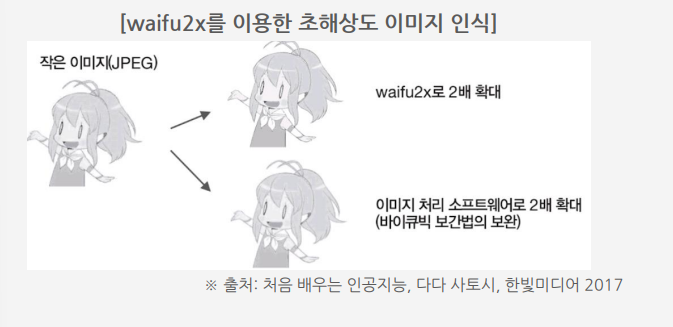 [waifu2x를 이용한 초해상도 이미지 인식]
작은 이미지(JPEG)
waifu2x로 2배 확대
이미지 처리 소프트웨어로 2배 확대
(바이큐빅 보간법의 보완)
※ 출처: 처음 배우는 인공지능, 다다 사토시, 한빛미디어 2017